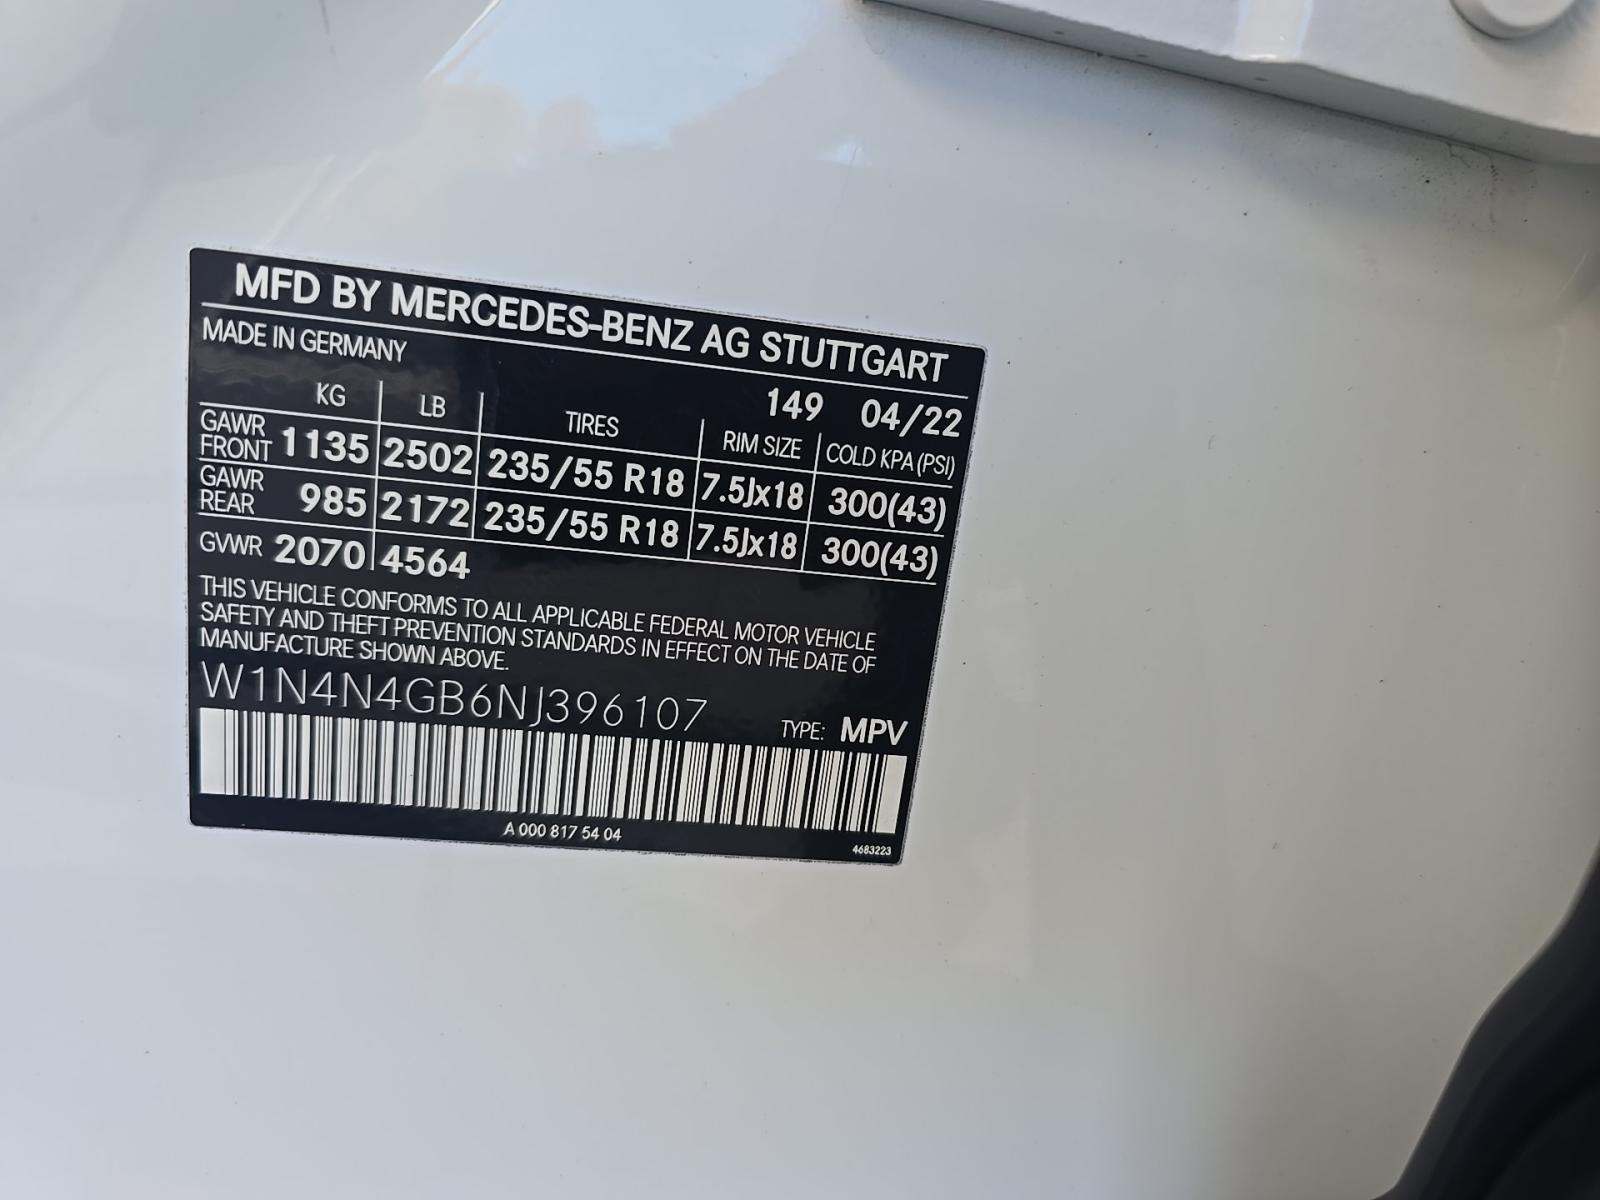 MFD BY MERCEDES-BENZ AG STUTTGART
MADE IN GERMANY
149 04/22
KG LB TIRES RIM SIZE COLD KPA (PSI)
GAWR FRONT 1135 2502 235/55 R18 7.5Jx18 300(43)
GAWR REAR 985 2172 235/55 R18 7.5Jx18 300(43)
GVWR 2070 4564
THIS VEHICLE CONFORMS TO ALL APPLICABLE FEDERAL MOTOR VEHICLE
SAFETY AND THEFT PREVENTION STANDARDS IN EFFECT ON THE DATE OF
MANUFACTURE SHOWN ABOVE.
W1N4N4GB6NJ396107
TYPE: MPV
A 000 817 54 04
4683223